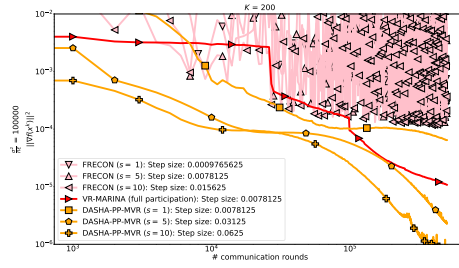 K = 200
10⁻²
10⁻³
10⁻⁴
10⁻⁵
10⁻⁶
σ²/m = 100000
||∇f(xᵗ)||²
FRECON (s = 1): Step size: 0.0009765625
FRECON (s = 5): Step size: 0.0078125
FRECON (s = 10): Step size: 0.015625
VR-MARINA (full participation): Step size: 0.0078125
DASHA-PP-MVR (s = 1): Step size: 0.0078125
DASHA-PP-MVR (s = 5): Step size: 0.03125
DASHA-PP-MVR (s = 10): Step size: 0.0625
10³ 10⁴ 10⁵
# communication rounds